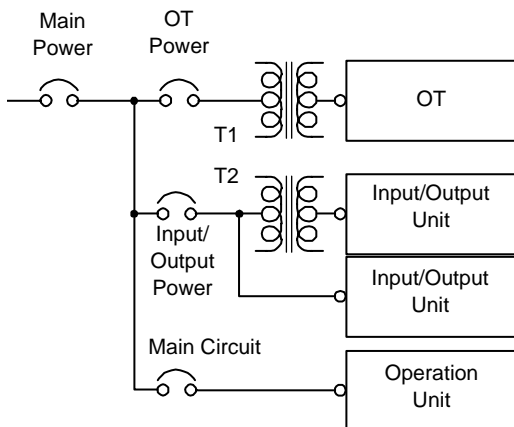 Main
Power
OT
Power
OT
T1
T2
Input/Output
Unit
Input/
Output
Power
Input/Output
Unit
Main Circuit
Operation
Unit